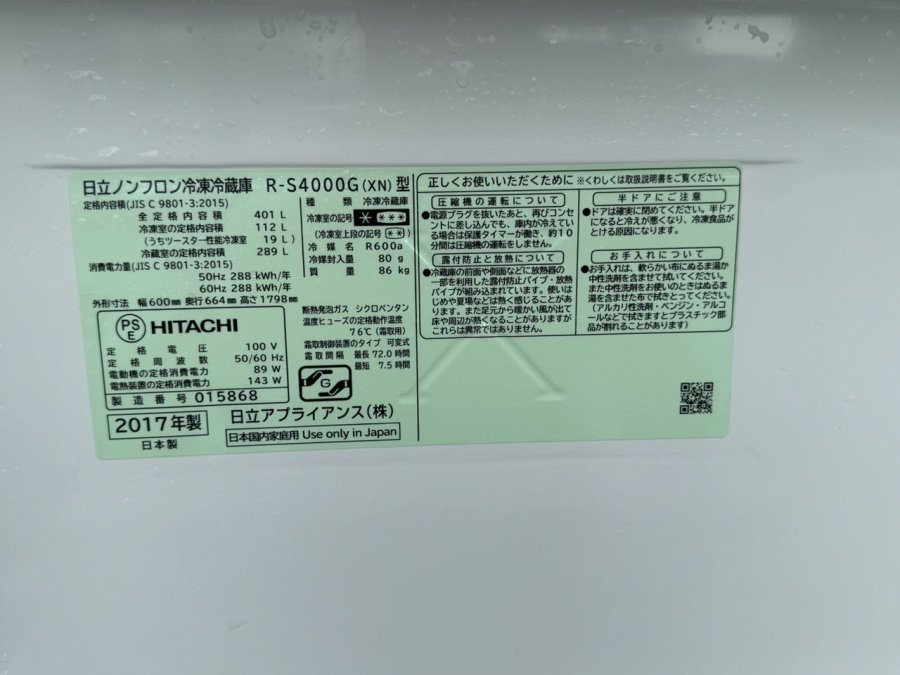 日立ノンフロン冷凍冷蔵庫 R-S4000G(XN)型
定格内容積(JIS C 9801-3:2015)
全定格内容積 401 L
冷凍室の定格内容積 112 L
(うちツースター性能冷凍室 19 L)
冷蔵室の定格内容積 289 L
消費電力量(JIS C 9801-3:2015)
50Hz 288 kWh/年
60Hz 288 kWh/年
外形寸法 幅600mm 奥行664mm 高さ1798mm
PS
E
HITACHI
定格電圧 100 V
定格周波数 50/60 Hz
電動機の定格消費電力 89 W
電熱装置の定格消費電力 143 W
製造番号 015868
2017年製
日本製
種類 冷凍冷蔵庫
冷凍室の記号 * ***
(冷凍室上段の記号 **)
冷媒名 R600a
冷媒封入量 80 g
質量 86 kg
断熱発泡ガス シクロペンタン
温度ヒューズの定格動作温度
76℃(霜取用)
霜取制御装置のタイプ 可変式
霜取間隔 最長 72.0 時間
最短 7.5 時間
G
日立アプライアンス(株)
日本国内家庭用 Use only in Japan
正しくお使いいただくために ※くわしくは取扱説明書をご覧ください。
圧縮機の運転について
●電源プラグを抜いたあと、再びコンセ
ントに差し込んでも、庫内が冷えてい
る場合は保護タイマーが働き、約10
分間は圧縮機の運転をしません。
露付防止と放熱について
●冷蔵庫の前面や側面などに放熱器の
一部を利用した露付防止パイプ・放熱
パイプが組み込まれています。使いは
じめや夏場などは熱く感じることがあ
ります。また足元から暖かい風が出て
床や周辺が熱くなることがありますが
これらは異常ではありません。
半ドアにご注意
●ドアは確実に閉めてください。半ドア
になると冷えが悪くなり、冷凍食品が
とける原因になります。
お手入れについて
●お手入れは、軟らかい布にぬるま湯か
中性洗剤を含ませて拭いてください。
また中性洗剤をお使いのときはぬるま
湯を含ませた布で拭きとってください。
(アルカリ性洗剤・ベンジン・アルコ
ールなどで拭きますとプラスチック部
品が割れることがあります)